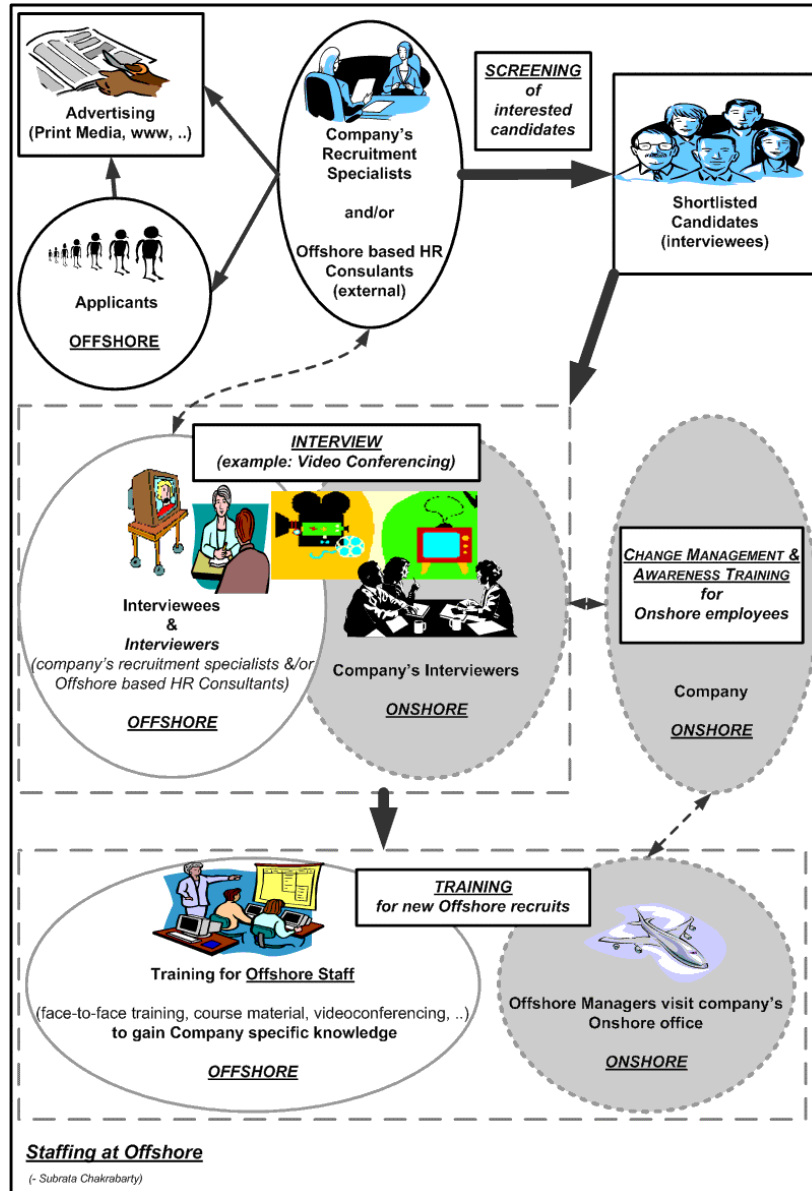 Advertising
(Print Media, www, ..)
Applicants
OFFSHORE
Company's
Recruitment
Specialists
and/or
Offshore based HR
Consulants
(external)
SCREENING
of
interested
candidates
Shortlisted
Candidates
(interviewees)
INTERVIEW
(example: Video Conferencing)
Interviewees
&
Interviewers
(company's recruitment specialists &/or
Offshore based HR Consultants)
OFFSHORE
Company's Interviewers
ONSHORE
CHANGE MANAGEMENT &
AWARENESS TRAINING
for
Onshore employees
Company
ONSHORE
TRAINING
for new Offshore recruits
Training for Offshore Staff
(face-to-face training, course material, videoconferencing, ..)
to gain Company specific knowledge
OFFSHORE
Offshore Managers visit company's
Onshore office
ONSHORE
Staffing at Offshore
(- Subrata Chakrabarty)